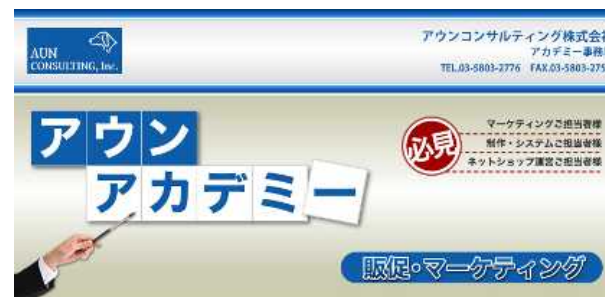 AUN
CONSULTING, Inc.
アウンコンサルティング株式会社
アカデミー事務
TEL.03-5803-2776 FAX.03-5803-275
アウン
アカデミー
必見
マーケティングご担当者様
制作・システムご担当者様
ネットショップ運営ご担当者様
販促・マーケティング